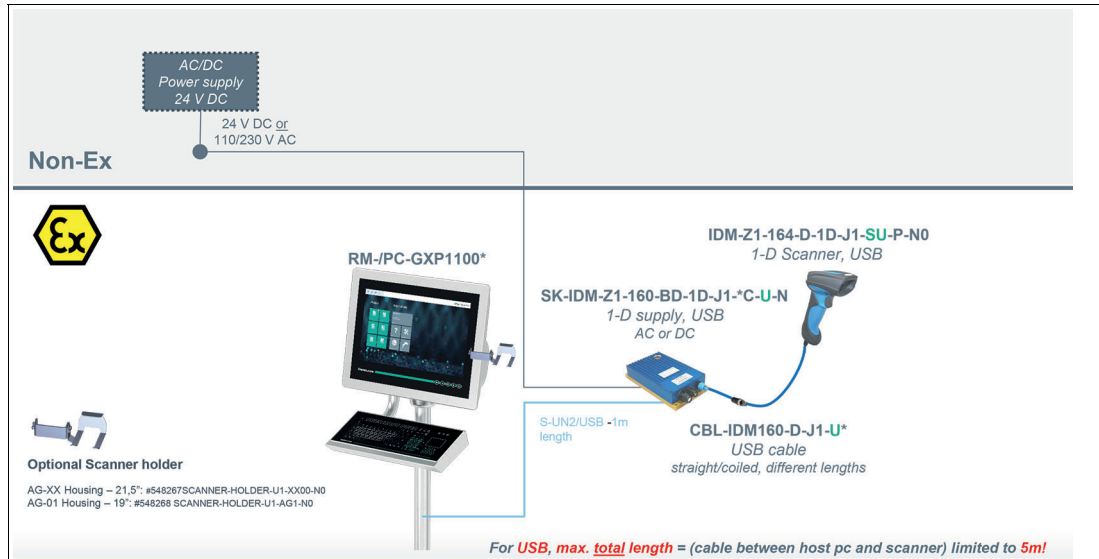 AC/DC
Power supply
24 V DC
24 V DC or
110/230 V AC
Non-Ex
Ex
RM-/PC-GXP1100*
IDM-Z1-164-D-1D-J1-SU-P-N0
1-D Scanner, USB
SK-IDM-Z1-160-BD-1D-J1-*C-U-N
1-D supply, USB
AC or DC
S-UN2/USB -1m
length
CBL-IDM160-D-J1-U*
USB cable
straight/coiled, different lengths
Optional Scanner holder
AG-XX Housing – 21,5": #548267SCANNER-HOLDER-U1-XX00-N0
AG-01 Housing – 19": #548268 SCANNER-HOLDER-U1-AG1-N0
For USB, max. total length = (cable between host pc and scanner) limited to 5m!